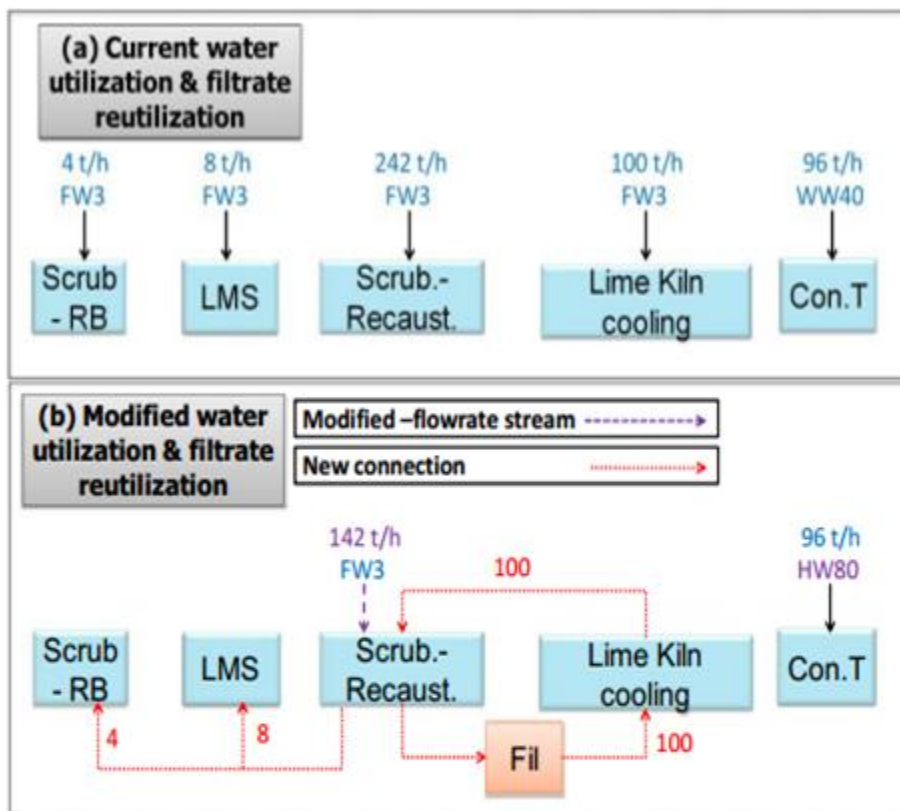 (a) Current water
utilization & filtrate
reutilization
4 t/h
FW3
8 t/h
FW3
242 t/h
FW3
100 t/h
FW3
96 t/h
WW40
Scrub
- RB
LMS
Scrub.-
Recaust.
Lime Kiln
cooling
Con.T
(b) Modified water
utilization & filtrate
reutilization
Modified –flowrate stream
New connection
142 t/h
FW3
100
96 t/h
HW80
Scrub
- RB
LMS
Scrub.-
Recaust.
Lime Kiln
cooling
Con.T
4
8
Fil
100